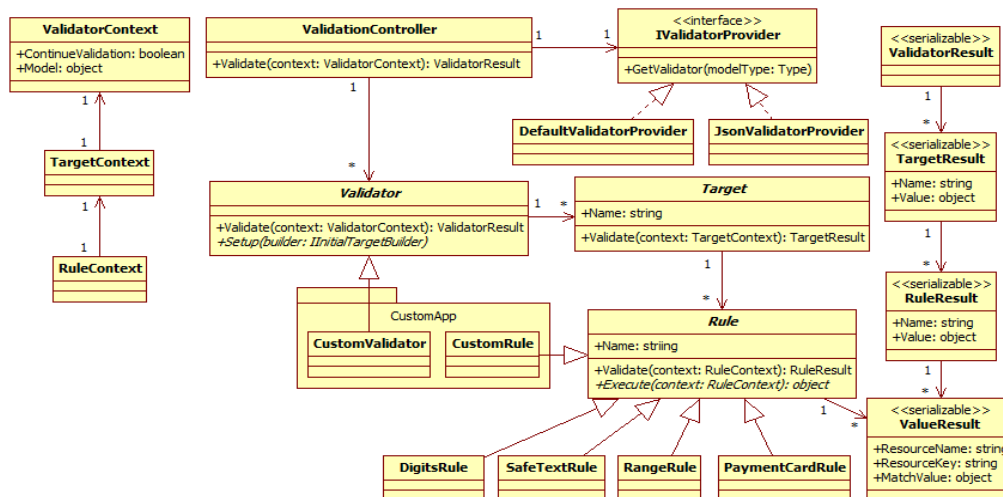 ValidatorContext
+ContinueValidation: boolean
+Model: object
1
1
TargetContext
1
1
RuleContext
ValidationController
+Validate(context: ValidatorContext): ValidatorResult
1
1
1
*
<<interface>>
IValidatorProvider
+GetValidator(modelType: Type)
DefaultValidatorProvider
JsonValidatorProvider
Validator
+Validate(context: ValidatorContext): ValidatorResult
+Setup(builder: IInitialTargetBuilder)
1
*
Target
+Name: string
+Validate(context: TargetContext): TargetResult
1
*
CustomApp
CustomValidator
CustomRule
Rule
+Name: striing
+Validate(context: RuleContext): RuleResult
+Execute(context: RuleContext): object
1
*
DigitsRule
SafeTextRule
RangeRule
PaymentCardRule
<<serializable>>
ValidatorResult
1
*
<<serializable>>
TargetResult
+Name: string
+Value: object
1
*
<<serializable>>
RuleResult
+Name: string
+Value: object
1
*
<<serializable>>
ValueResult
+ResourceName: string
+ResourceKey: string
+MatchValue: object